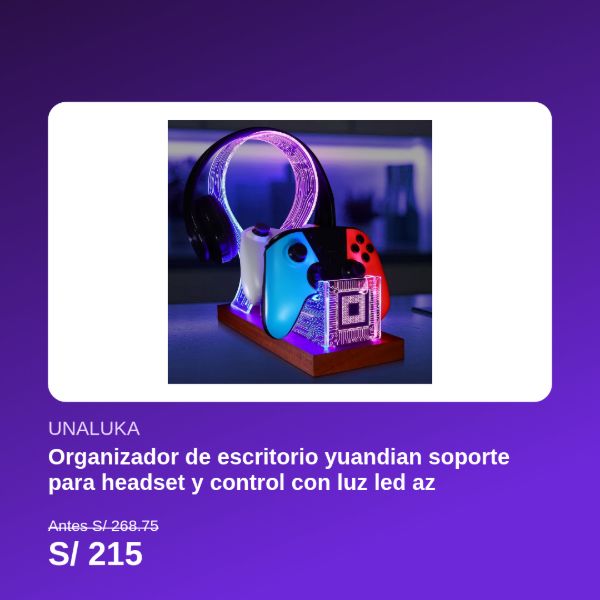 UNALUKA
Organizador de escritorio yuandian soporte
para headset y control con luz led az
Antes S/ 268.75
S/ 215